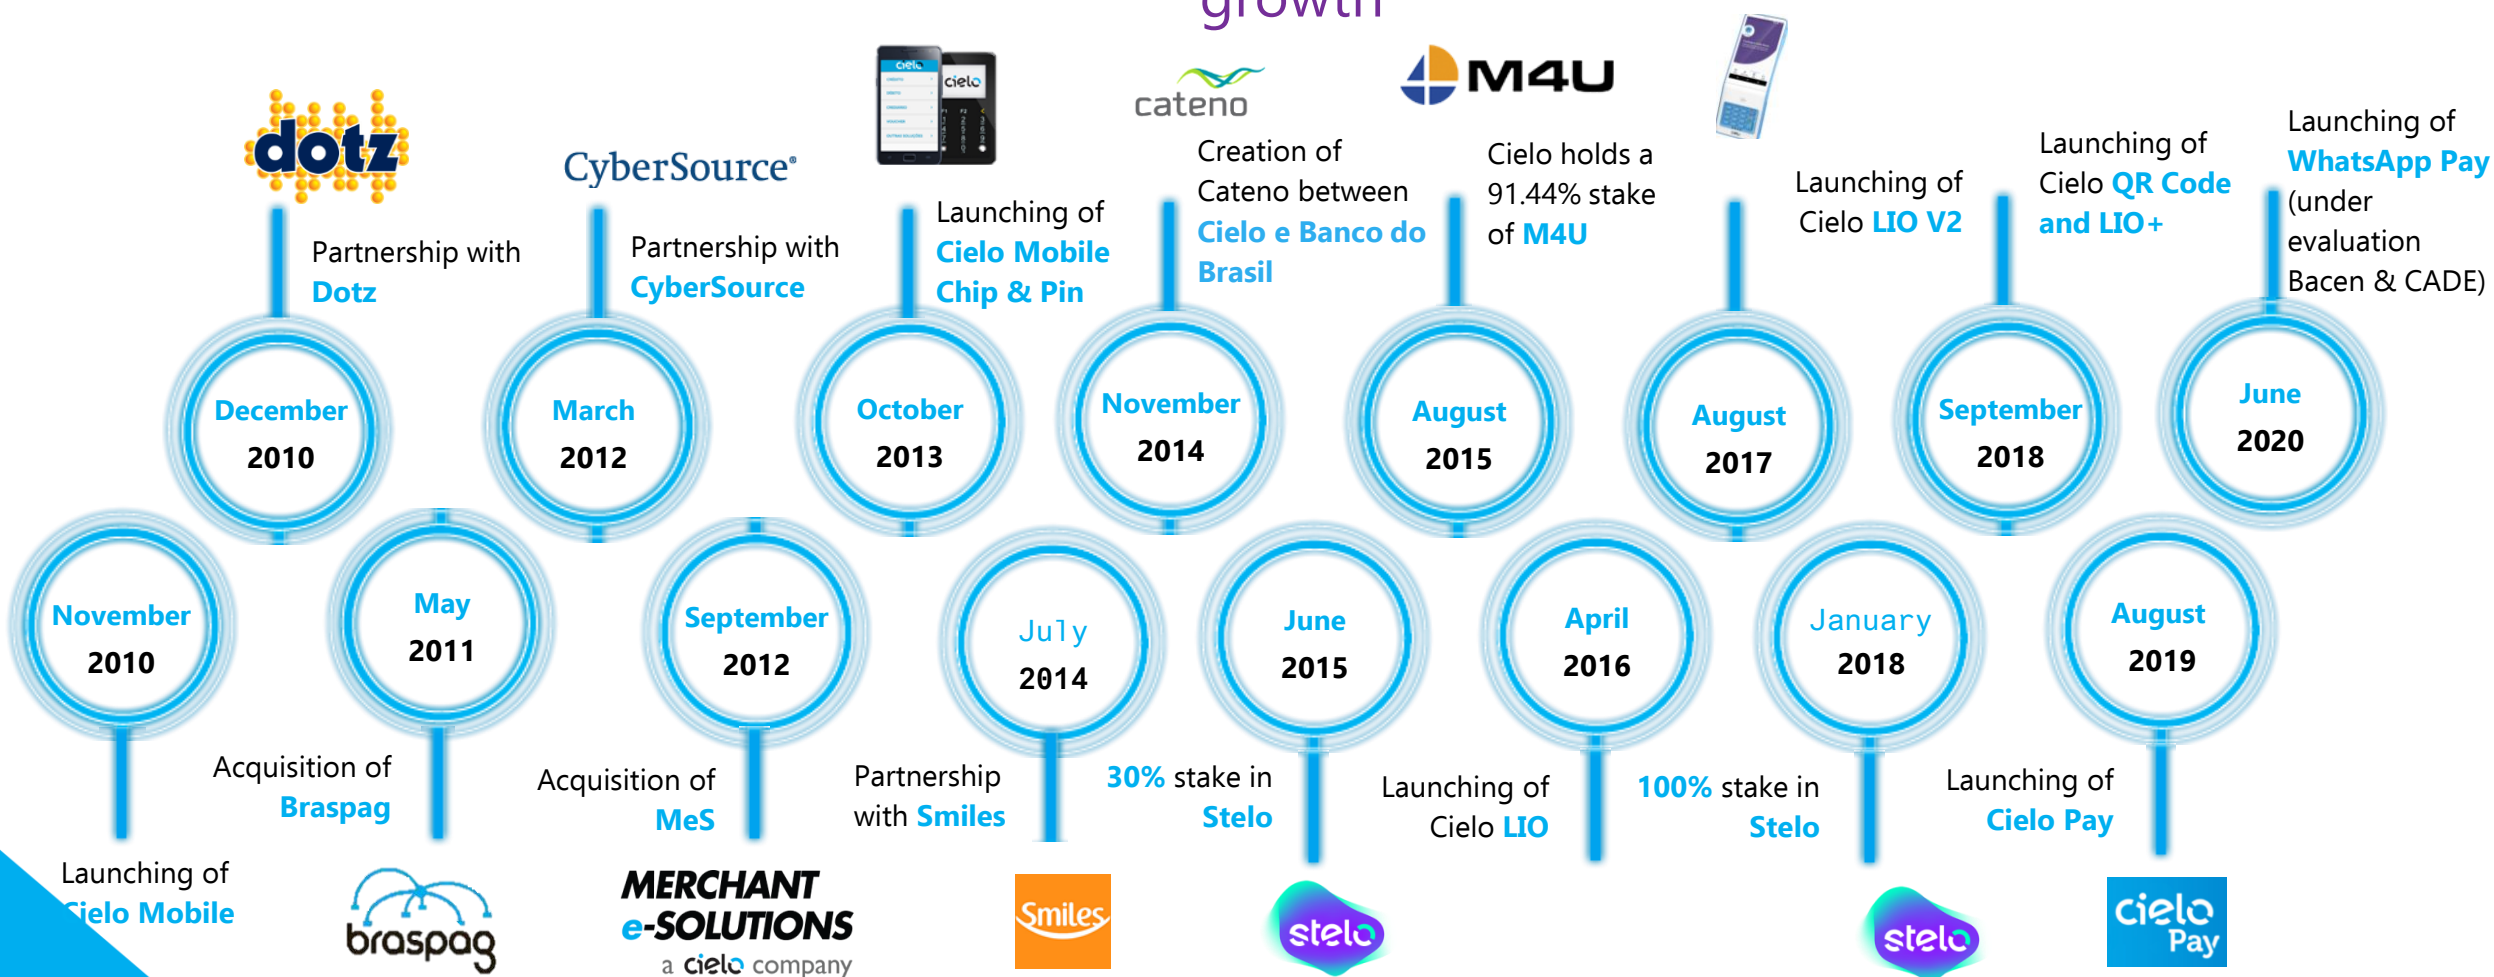 growth
dotz
Partnership with
Dotz
December
2010
CyberSource®
Partnership with
CyberSource
March
2012
cielo
cielo
Launching of
Cielo Mobile
Chip & Pin
October
2013
cateno
Creation of
Cateno between
Cielo e Banco do
Brasil
November
2014
M4U
Cielo holds a
91.44% stake
of M4U
August
2015
Launching of
Cielo LIO V2
August
2017
Launching of
Cielo QR Code
and LIO+
September
2018
Launching of
WhatsApp Pay
(under
evaluation
Bacen & CADE)
June
2020
November
2010
Launching of
Cielo Mobile
May
2011
Acquisition of
Braspag
braspag
September
2012
Acquisition of
MeS
MERCHANT
e-SOLUTIONS
a cielo company
July
2014
Partnership
with Smiles
Smiles
June
2015
30% stake in
Stelo
stelo
April
2016
Launching of
Cielo LIO
January
2018
100% stake in
Stelo
stelo
August
2019
Launching of
Cielo Pay
cielo
Pay